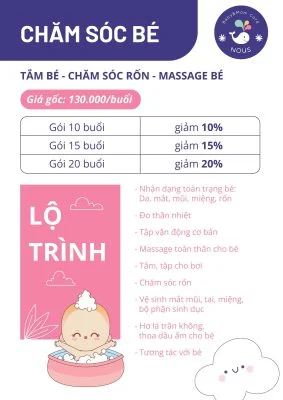 CHĂM SÓC BÉ
Baby&Mom Care
NOUS
TẮM BÉ - CHĂM SÓC RỐN - MASSAGE BÉ
Giá gốc: 130.000/buổi
Gói 10 buổi giảm 10%
Gói 15 buổi giảm 15%
Gói 20 buổi giảm 20%
LỘ
TRÌNH
- Nhận dạng toàn trạng bé:
Da, mắt, mũi, miệng, rốn
- Đo thân nhiệt
- Tập vận động cơ bản
- Massage toàn thân cho bé
- Tắm, tập cho bơi
- Chăm sóc rốn
- Vệ sinh mắt mũi, tai, miệng,
bộ phận sinh dục
- Hơ lá trầu không,
thoa dầu ấm cho bé
- Tương tác với bé